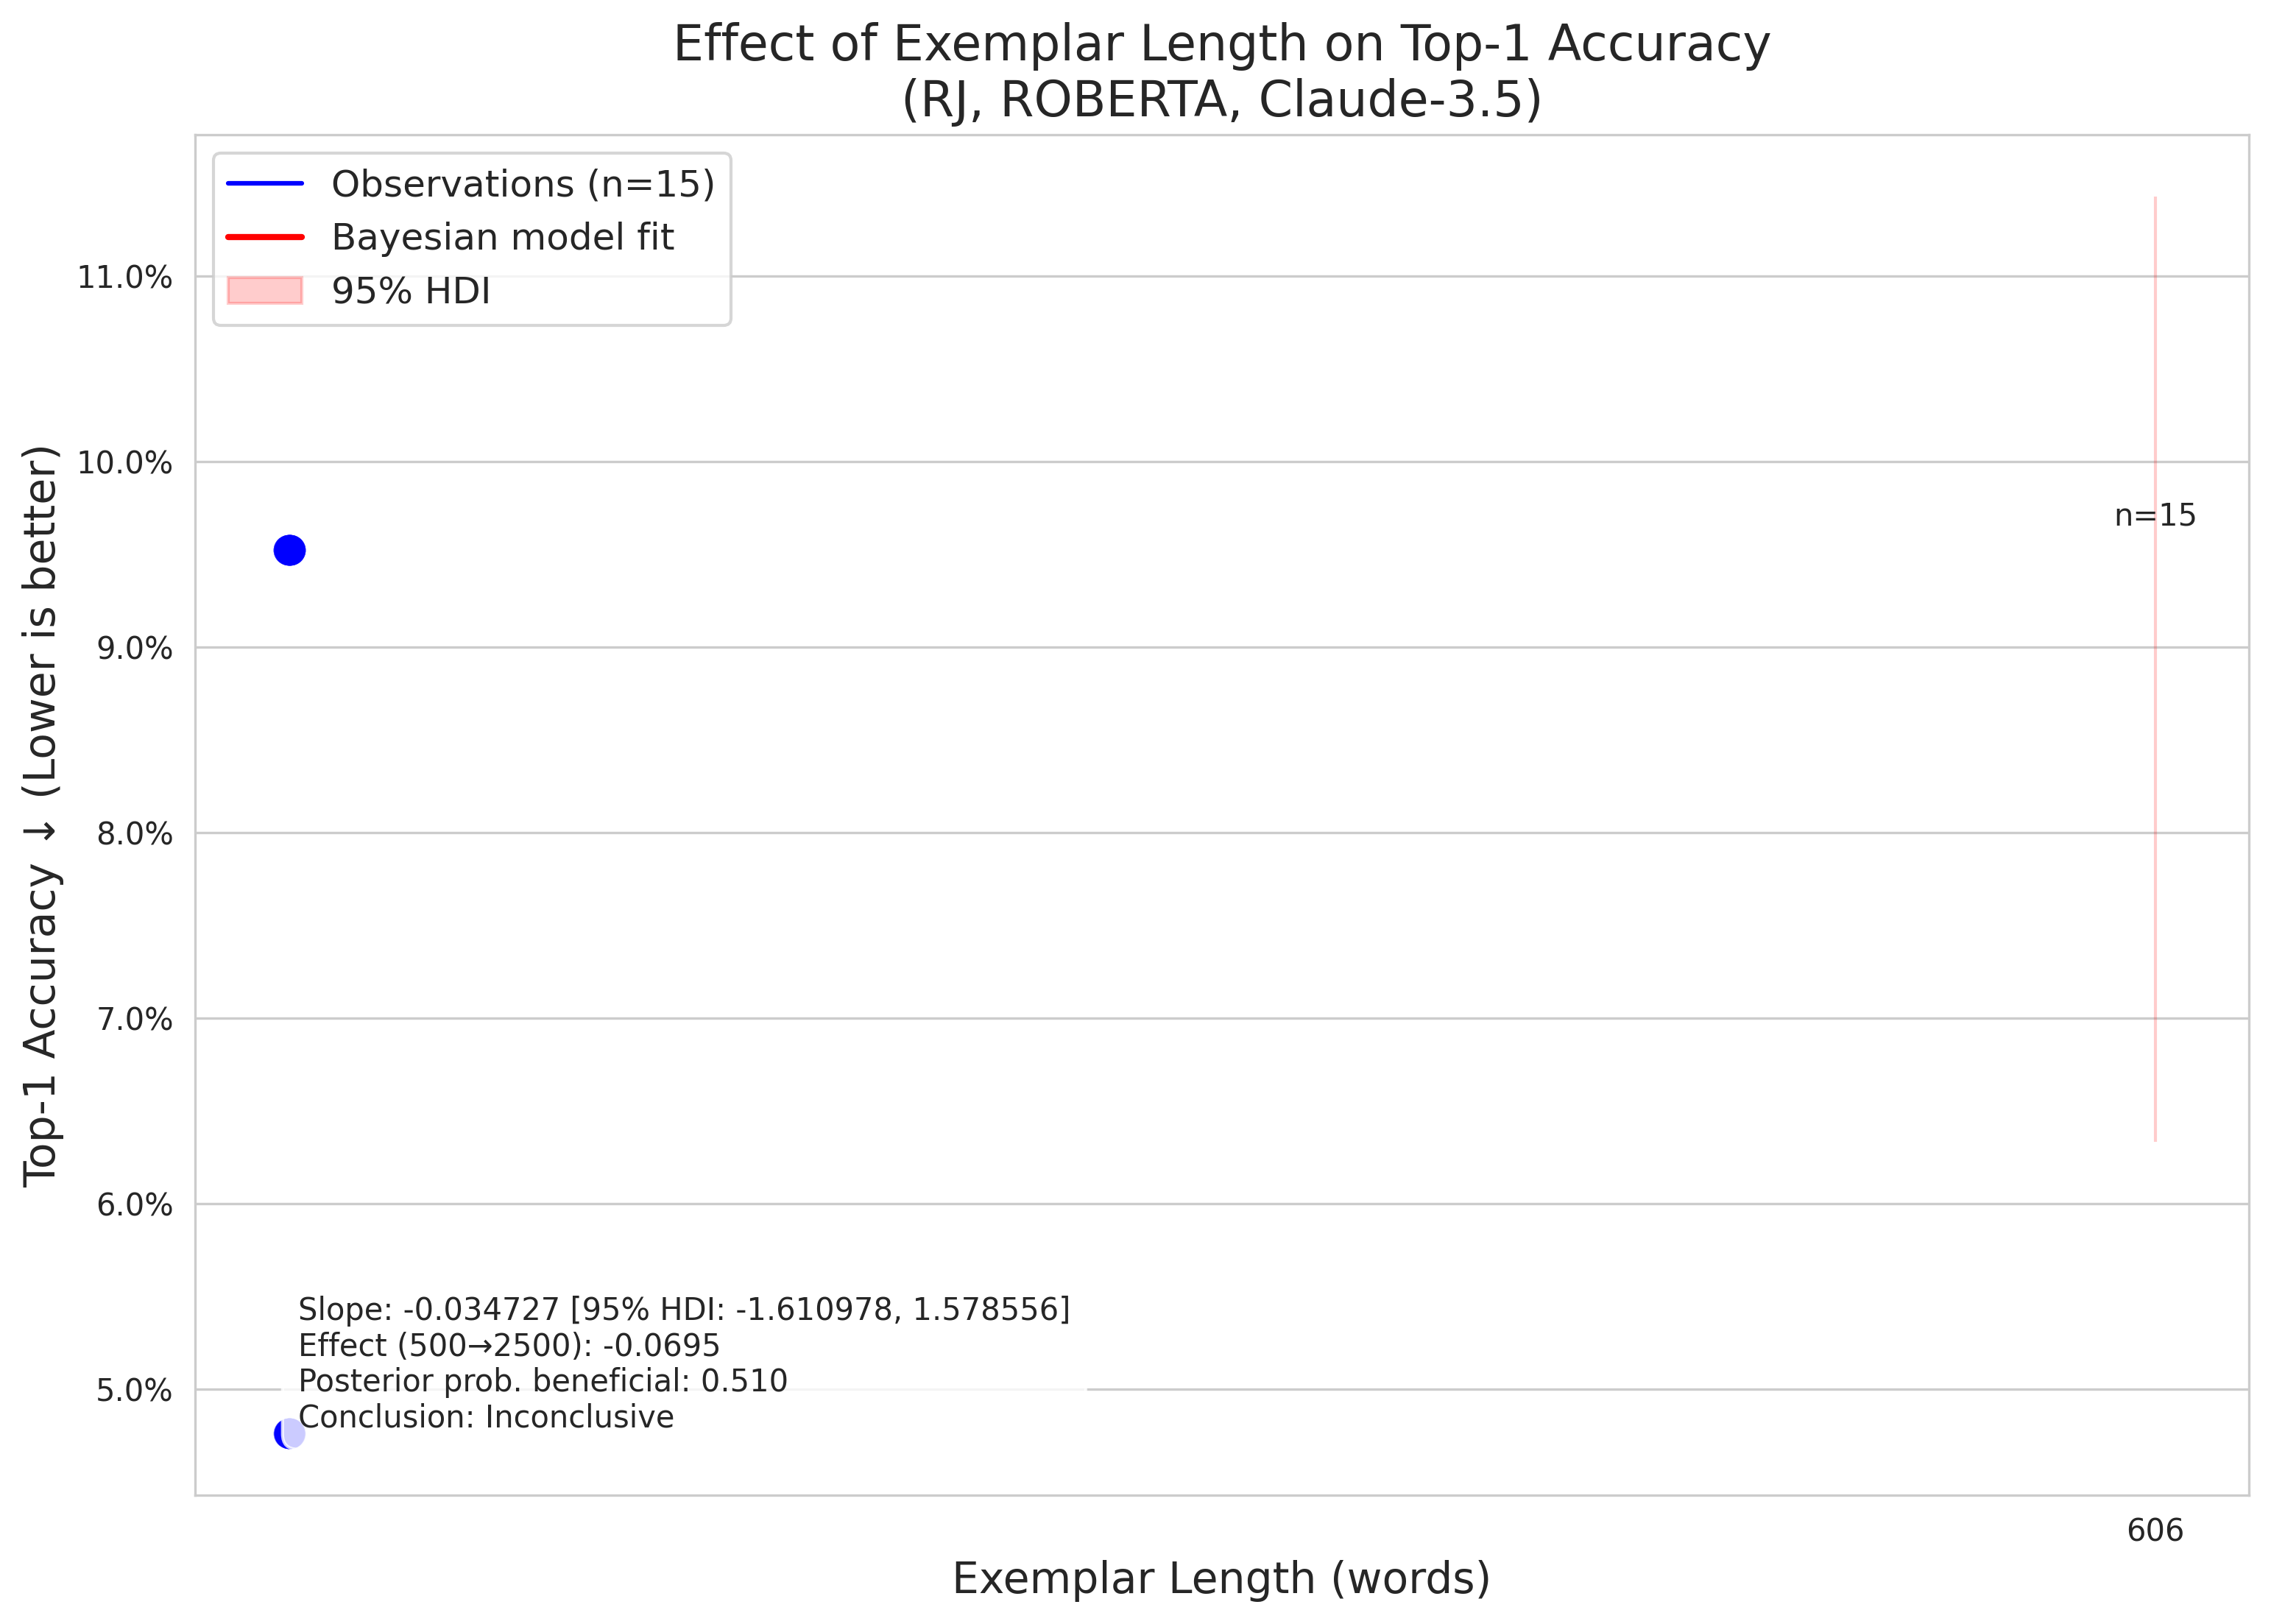 Effect of Exemplar Length on Top-1 Accuracy
(RJ, ROBERTA, Claude-3.5)
Observations (n=15)
Bayesian model fit
95% HDI
11.0%
10.0%
9.0%
8.0%
7.0%
6.0%
5.0%
Top-1 Accuracy ↓ (Lower is better)
n=15
Slope: -0.034727 [95% HDI: -1.610978, 1.578556]
Effect (500→2500): -0.0695
Posterior prob. beneficial: 0.510
Conclusion: Inconclusive
606
Exemplar Length (words)